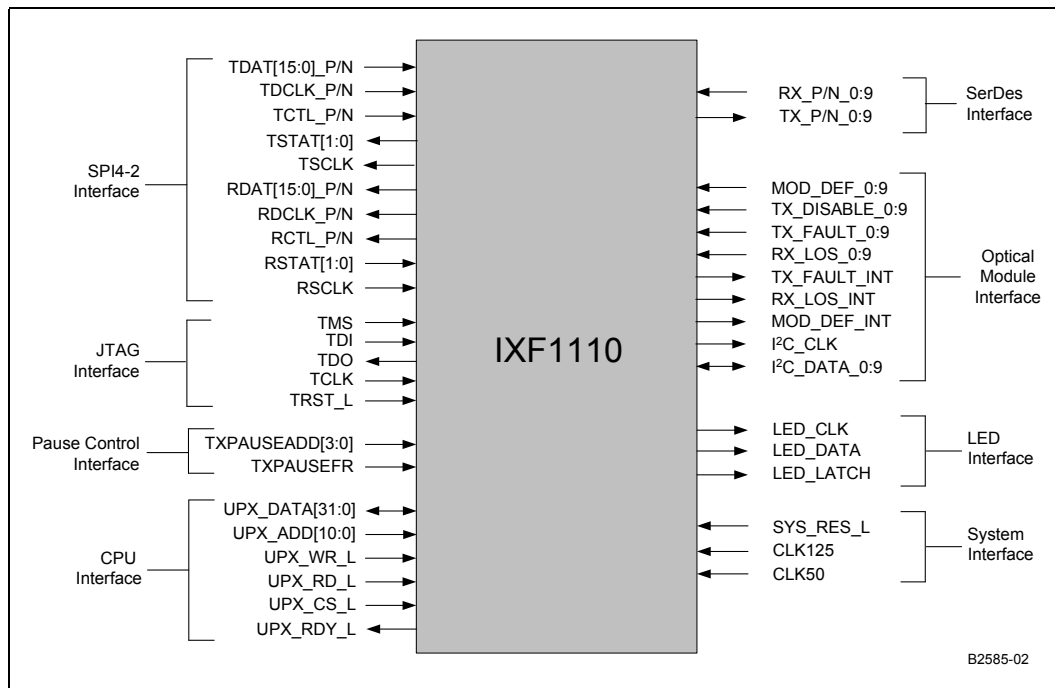 SPI4-2
Interface
TDAT[15:0]_P/N
TDCLK_P/N
TCTL_P/N
TSTAT[1:0]
TSCLK
RDAT[15:0]_P/N
RDCLK_P/N
RCTL_P/N
RSTAT[1:0]
RSCLK
JTAG
Interface
TMS
TDI
TDO
TCLK
TRST_L
Pause Control
Interface
TXPAUSEADD[3:0]
TXPAUSEFR
CPU
Interface
UPX_DATA[31:0]
UPX_ADD[10:0]
UPX_WR_L
UPX_RD_L
UPX_CS_L
UPX_RDY_L
IXF1110
RX_P/N_0:9
TX_P/N_0:9
SerDes
Interface
MOD_DEF_0:9
TX_DISABLE_0:9
TX_FAULT_0:9
RX_LOS_0:9
TX_FAULT_INT
RX_LOS_INT
MOD_DEF_INT
I²C_CLK
I²C_DATA_0:9
Optical
Module
Interface
LED_CLK
LED_DATA
LED_LATCH
LED
Interface
SYS_RES_L
CLK125
CLK50
System
Interface
B2585-02